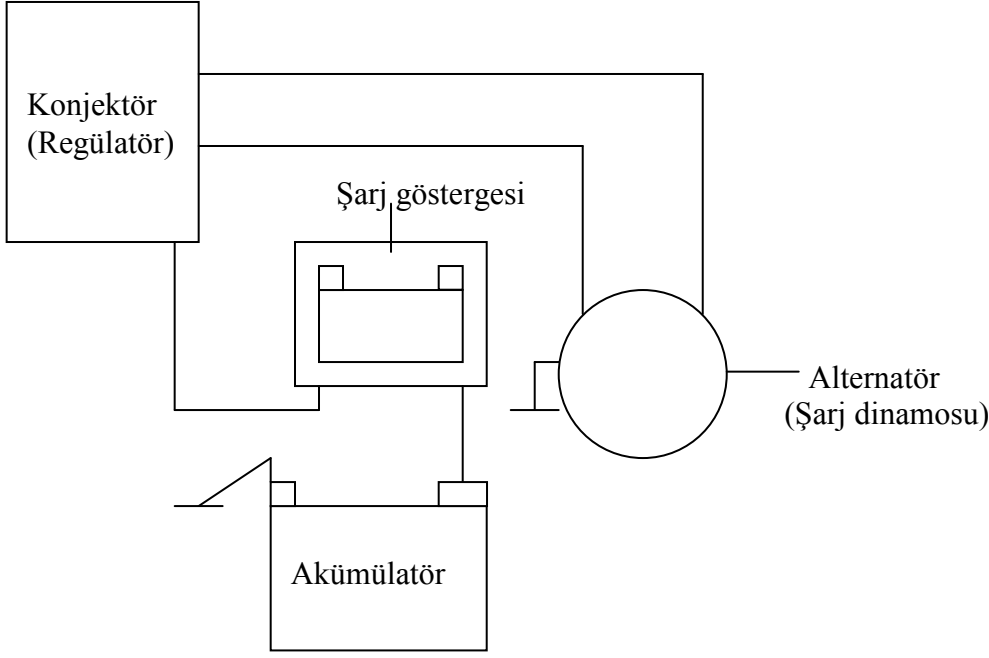 Konjektör
(Regülatör)
Şarj göstergesi
Alternatör
(Şarj dinamosu)
Akümülatör